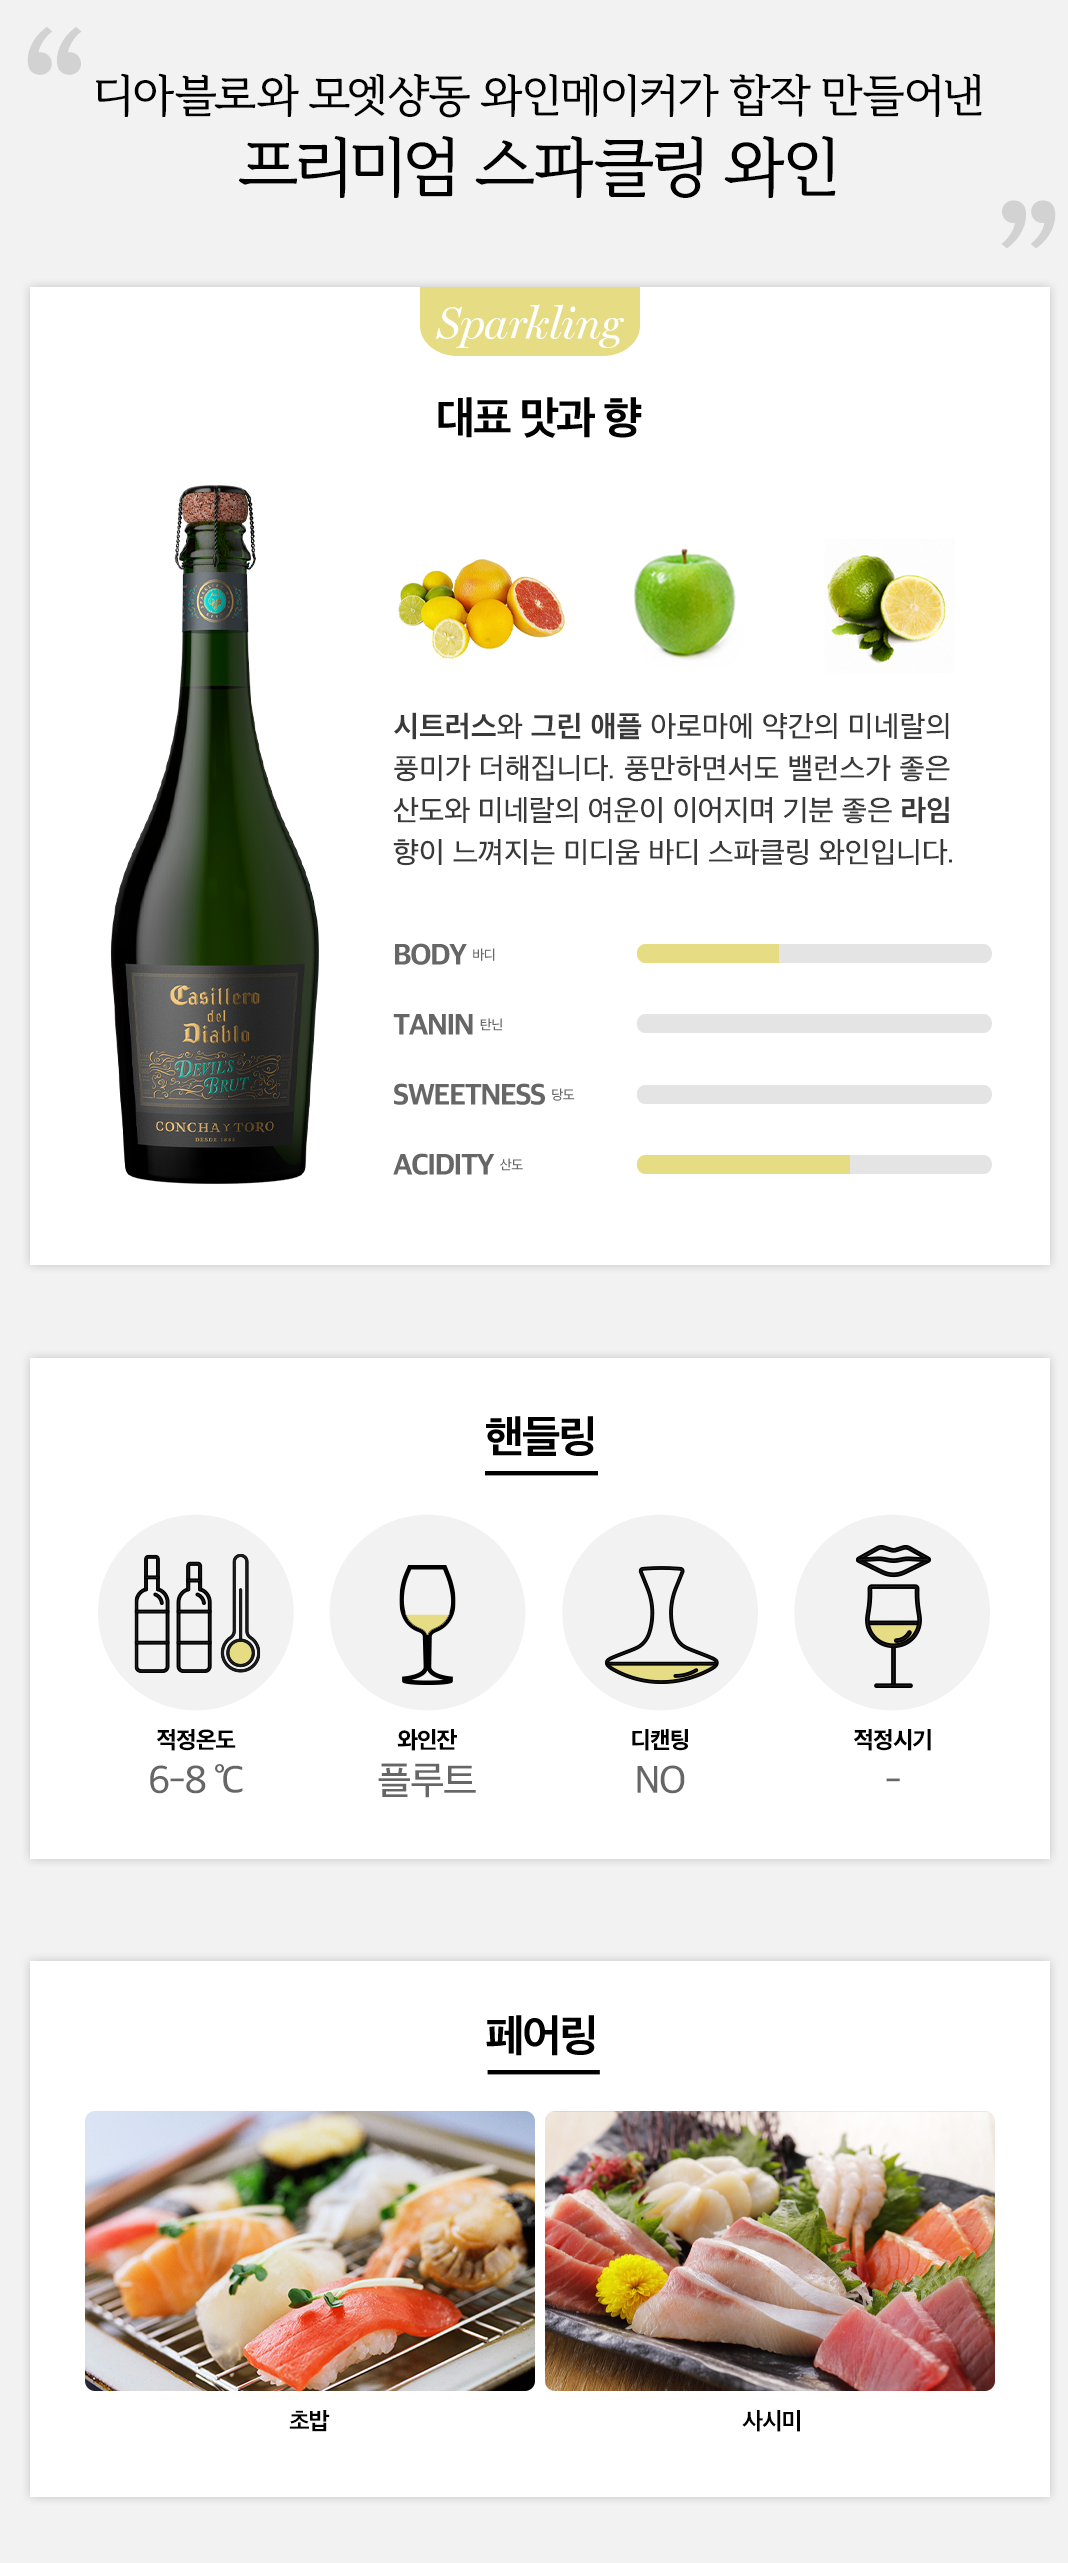 “
디아블로와 모엣샹동 와인메이커가 합작 만들어낸
프리미엄 스파클링 와인
”
Sparkling
대표 맛과 향
시트러스와 그린 애플 아로마에 약간의 미네랄의
풍미가 더해집니다. 풍만하면서도 밸런스가 좋은
산도와 미네랄의 여운이 이어지며 기분 좋은 라임
향이 느껴지는 미디움 바디 스파클링 와인입니다.
Casillero
del
Diablo
DEVIL'S
BRUT
CONCHA Y TORO
DESDE 1883
BODY 바디
TANIN 탄닌
SWEETNESS 당도
ACIDITY 산도
핸들링
적정온도
6-8 ℃
와인잔
플루트
디캔팅
NO
적정시기
-
페어링
초밥
사시미